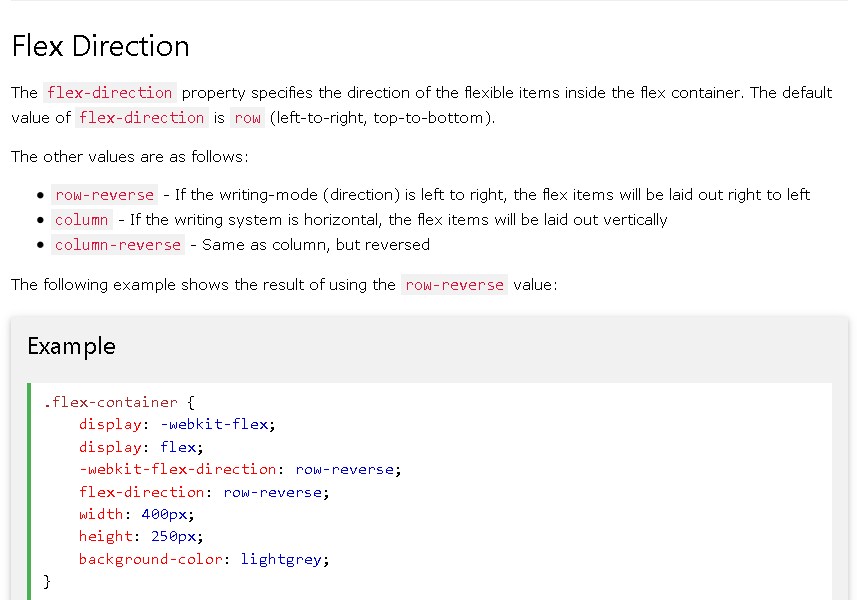 Flex Direction
The flex-direction property specifies the direction of the flexible items inside the flex container. The default
value of flex-direction is row (left-to-right, top-to-bottom).
The other values are as follows:
• row-reverse - If the writing-mode (direction) is left to right, the flex items will be laid out right to left
• column - If the writing system is horizontal, the flex items will be laid out vertically
• column-reverse - Same as column, but reversed
The following example shows the result of using the row-reverse value:
Example
.flex-container {
    display: -webkit-flex;
    display: flex;
    -webkit-flex-direction: row-reverse;
    flex-direction: row-reverse;
    width: 400px;
    height: 250px;
    background-color: lightgrey;
}